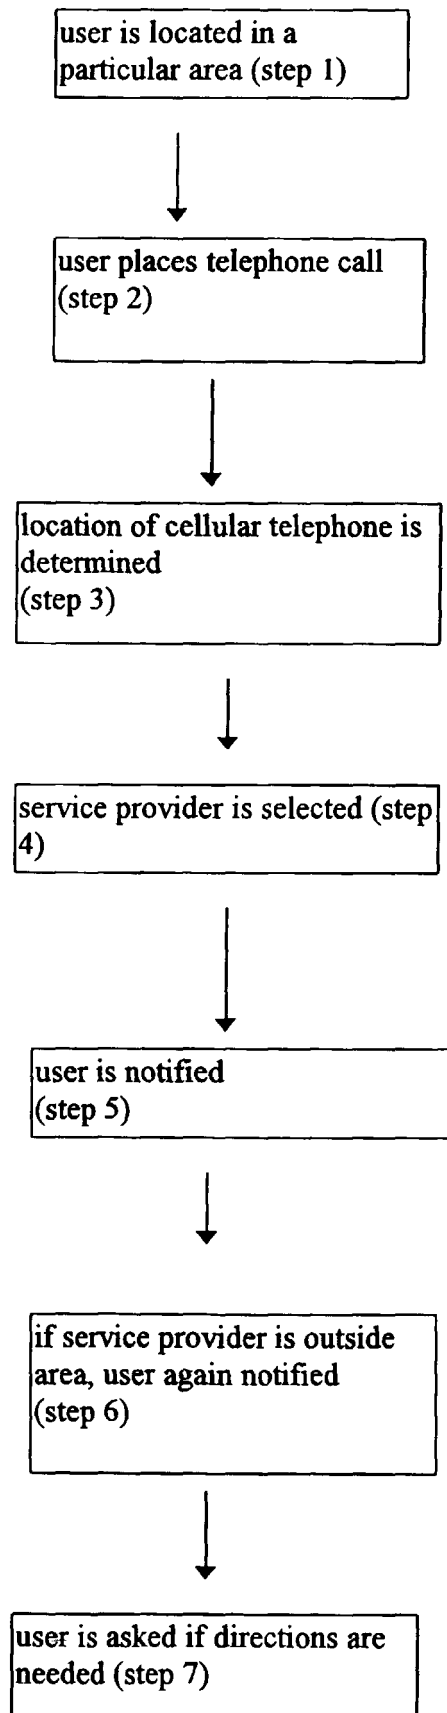 user is located in a
particular area (step 1)
user places telephone call
(step 2)
location of cellular telephone is
determined
(step 3)
service provider is selected (step
4)
user is notified
(step 5)
if service provider is outside
area, user again notified
(step 6)
user is asked if directions are
needed (step 7)